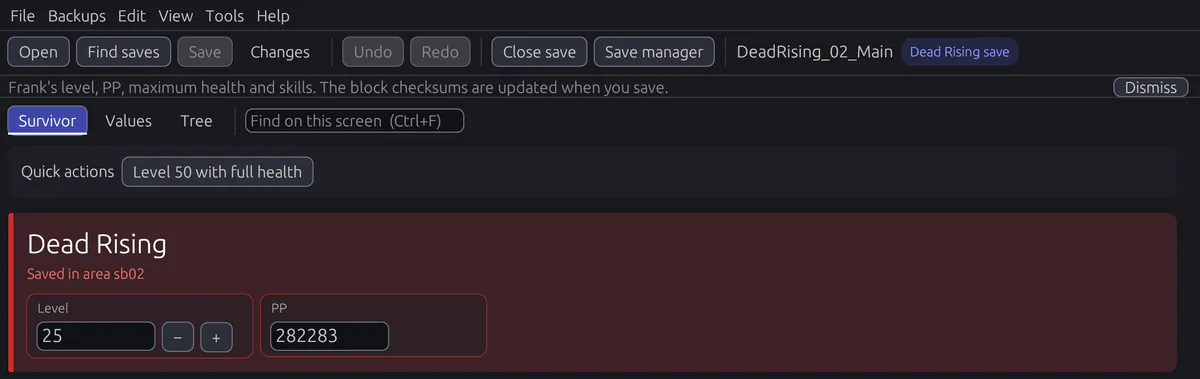 File Backups Edit View Tools Help
Open Find saves Save Changes Undo Redo Close save Save manager DeadRising_02_Main Dead Rising save
Frank's level, PP, maximum health and skills. The block checksums are updated when you save. Dismiss
Survivor Values Tree Find on this screen (Ctrl+F)
Quick actions Level 50 with full health
Dead Rising
Saved in area sb02
Level PP
25 − + 282283